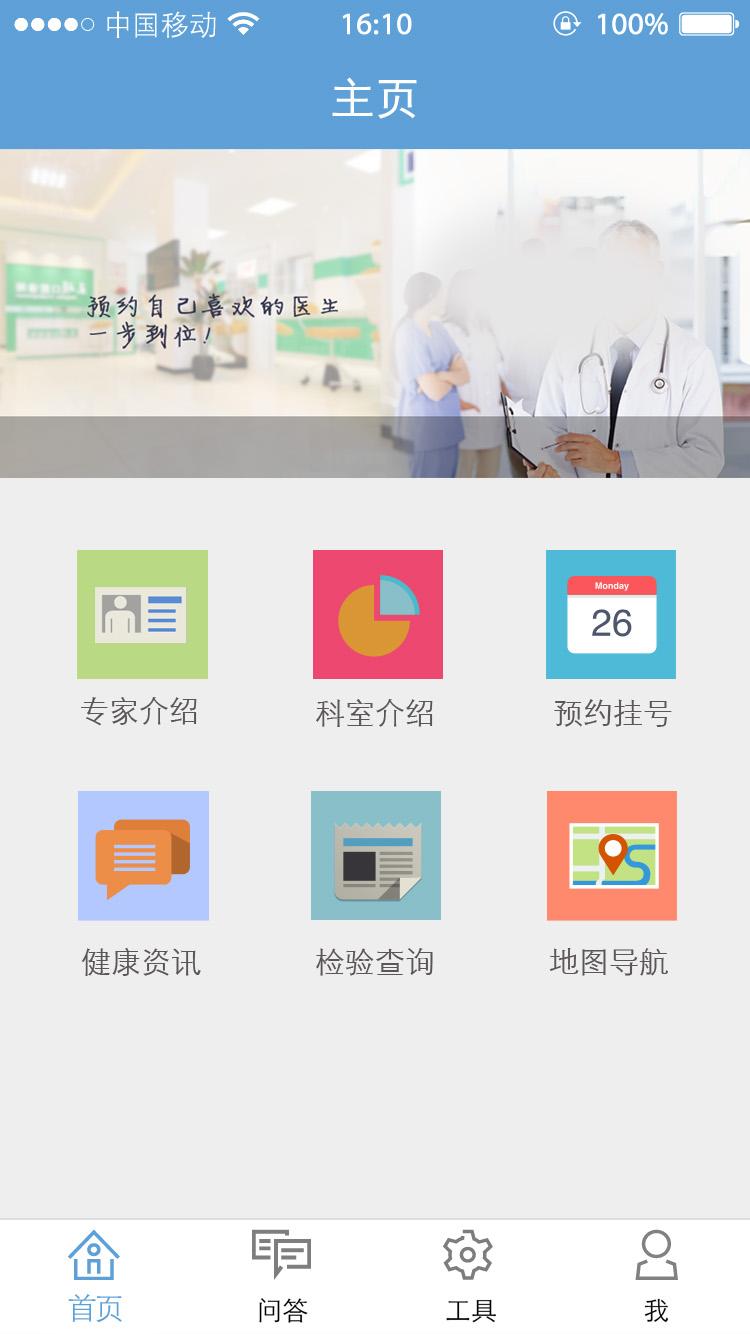 中国移动
16:10
100%
主页
预约自己喜欢的医生
一步到位!
Monday
26
专家介绍
科室介绍
预约挂号
健康资讯
检验查询
地图导航
首页
问答
工具
我